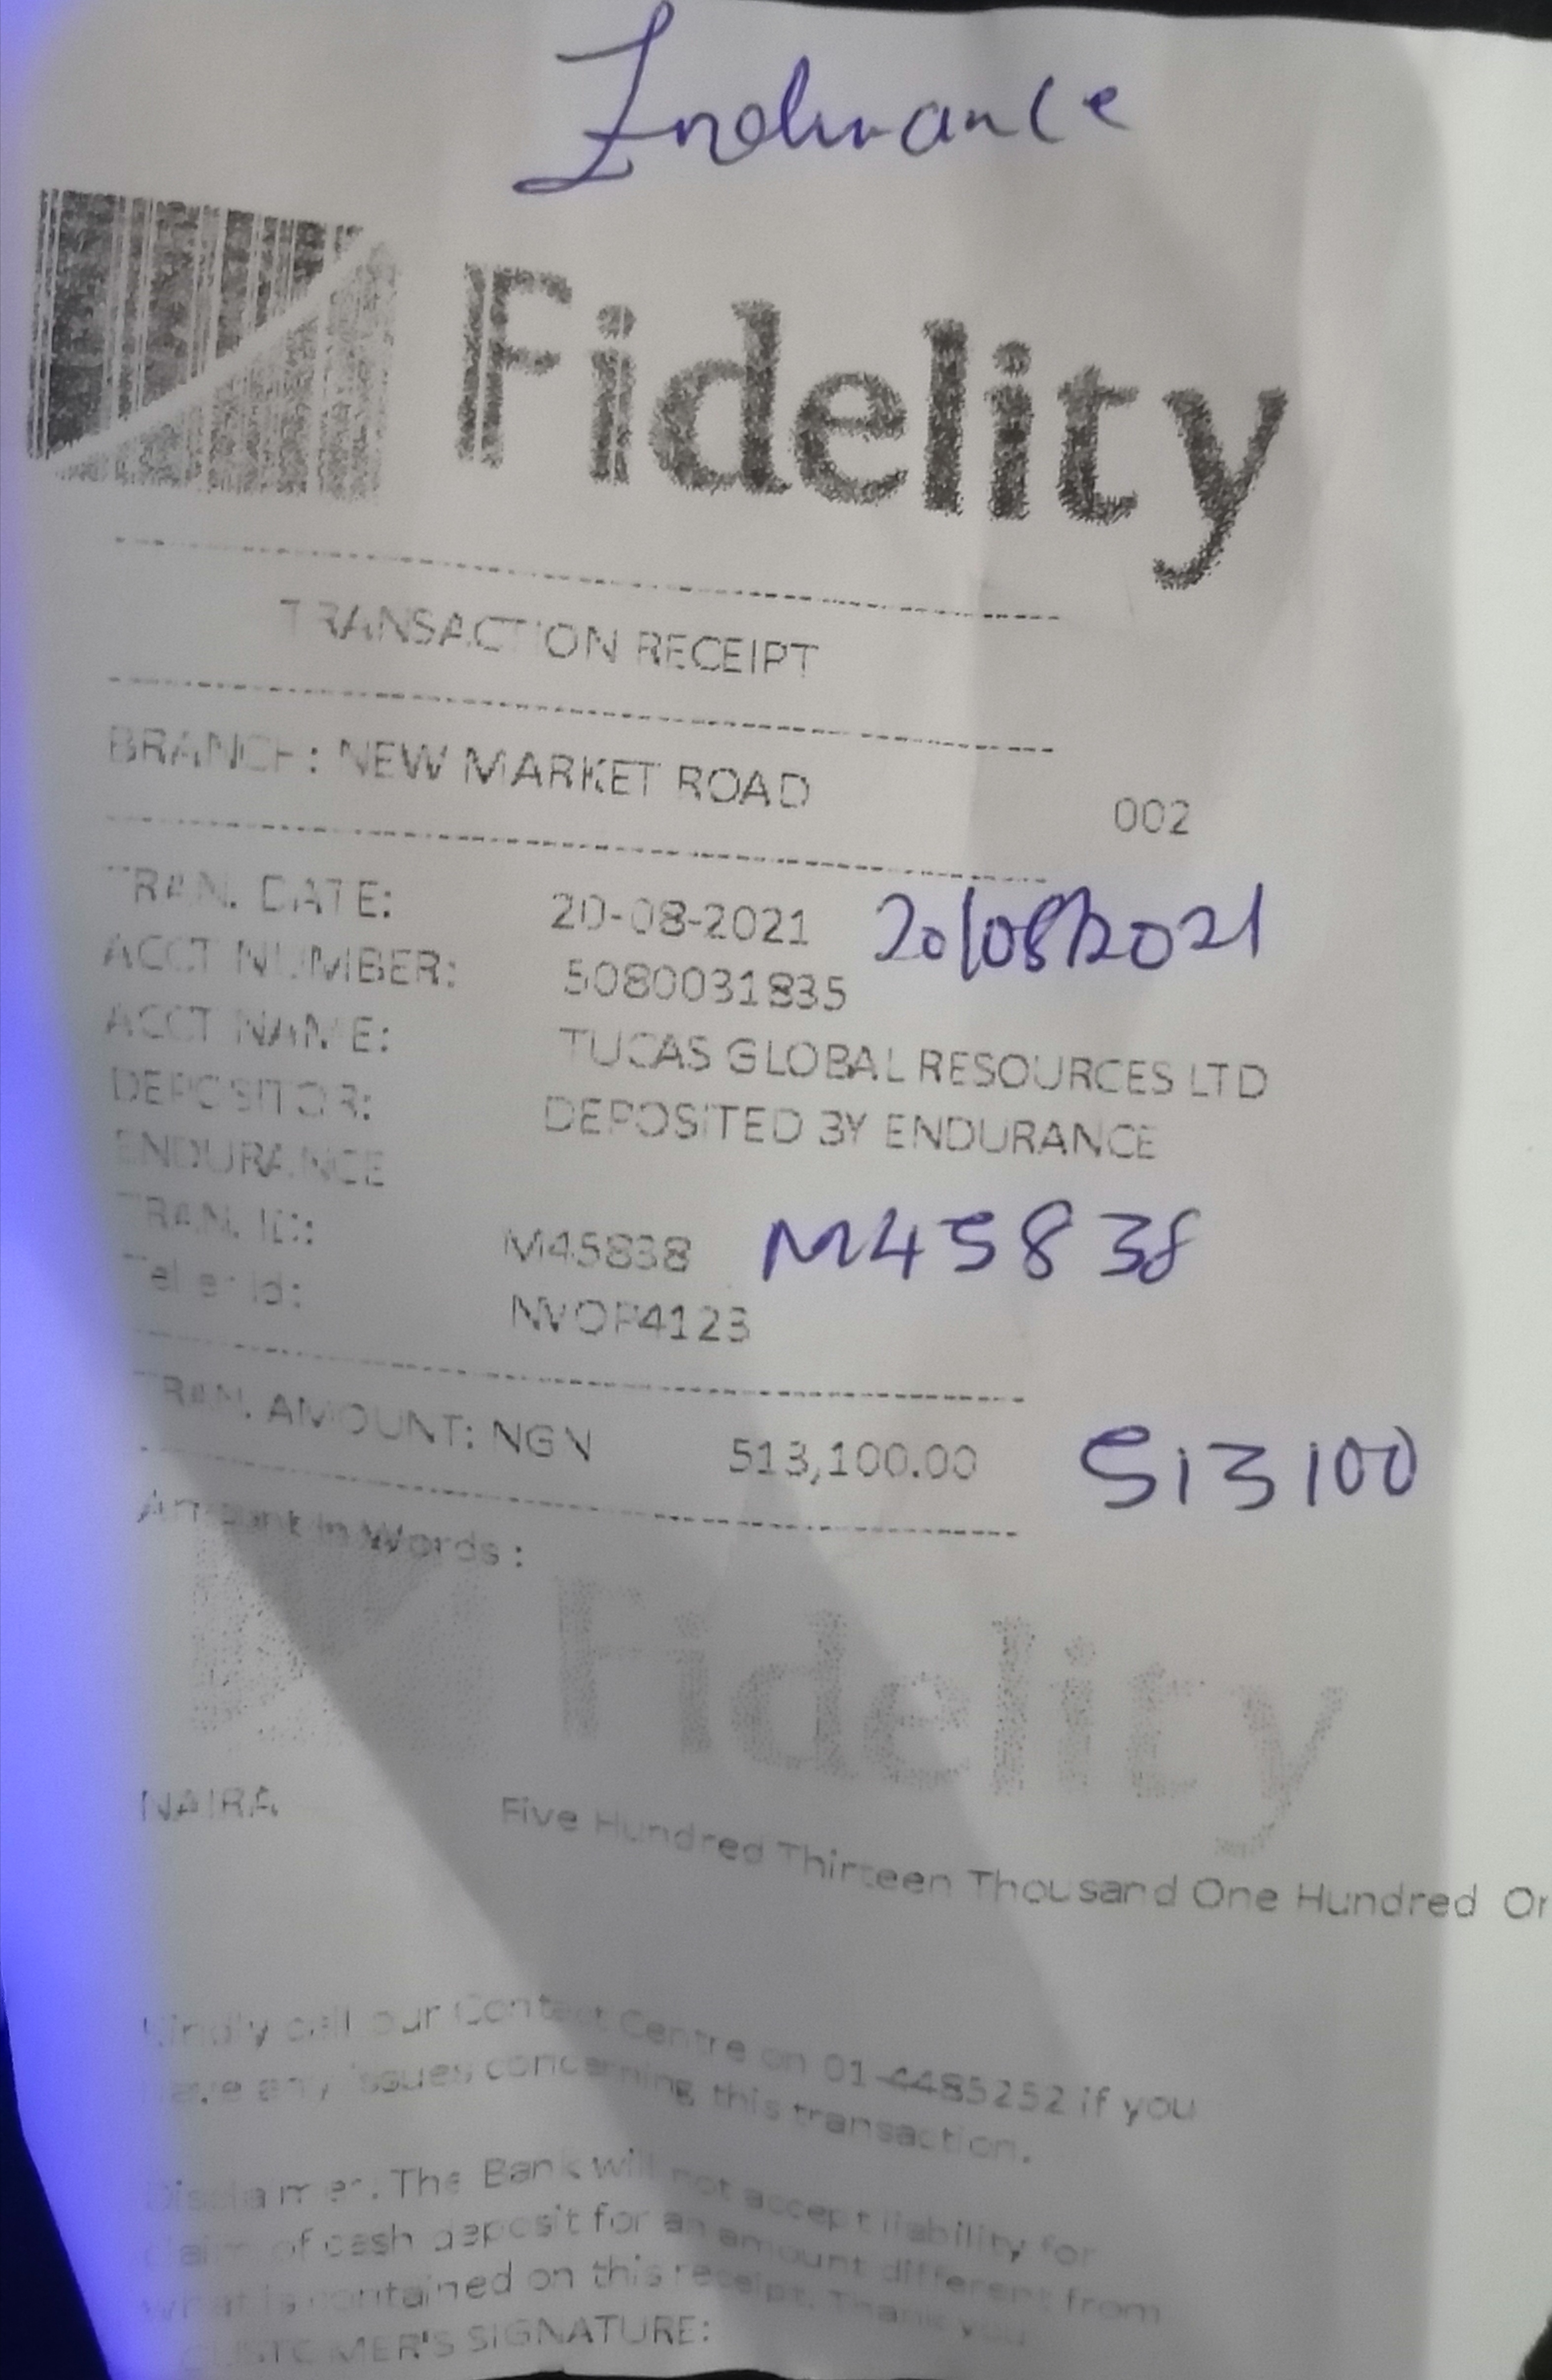 Endurance
Fidelity
TRANSACTION RECEIPT
BRANCH: NEW MARKET ROAD 002
TRAN. DATE: 20-08-2021 20/08/2021
ACCT NUMBER: 5080031835
ACCT NAME: TUCAS GLOBAL RESOURCES LTD
DEPOSITOR: DEPOSITED BY ENDURANCE
ENDURANCE
TRAN. ID: M45838 M45838
Teller Id: NVOP4123
TRAN. AMOUNT: NGN 513,100.00 513100
Amount In Words :
Fidelity
NAIRA Five Hundred Thirteen Thousand One Hundred Or
Kindly call our Contact Centre on 01-4485252 if you
have any issues concerning this transaction.
Disclaimer: The Bank will not accept liability for
claim of cash deposit for an amount different from
what is contained on this receipt. Thank you
CUSTOMER'S SIGNATURE: